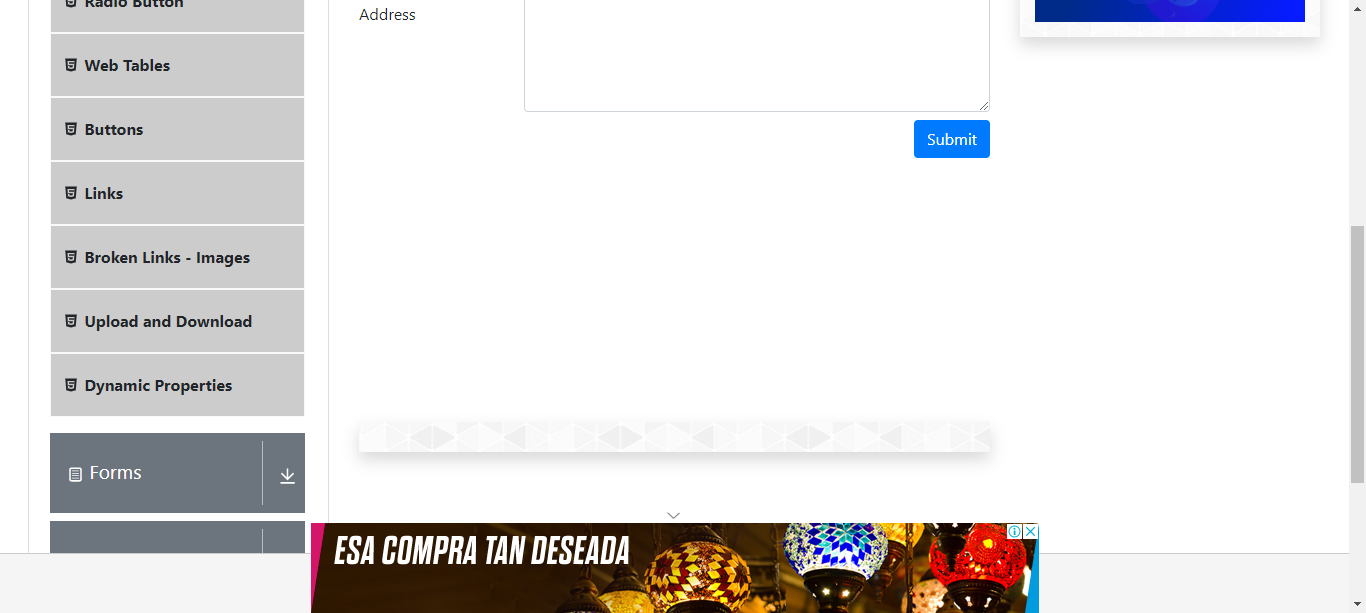 Radio Button
Web Tables
Buttons
Links
Broken Links - Images
Upload and Download
Dynamic Properties
Forms
Address
Submit
ESA COMPRA TAN DESEADA